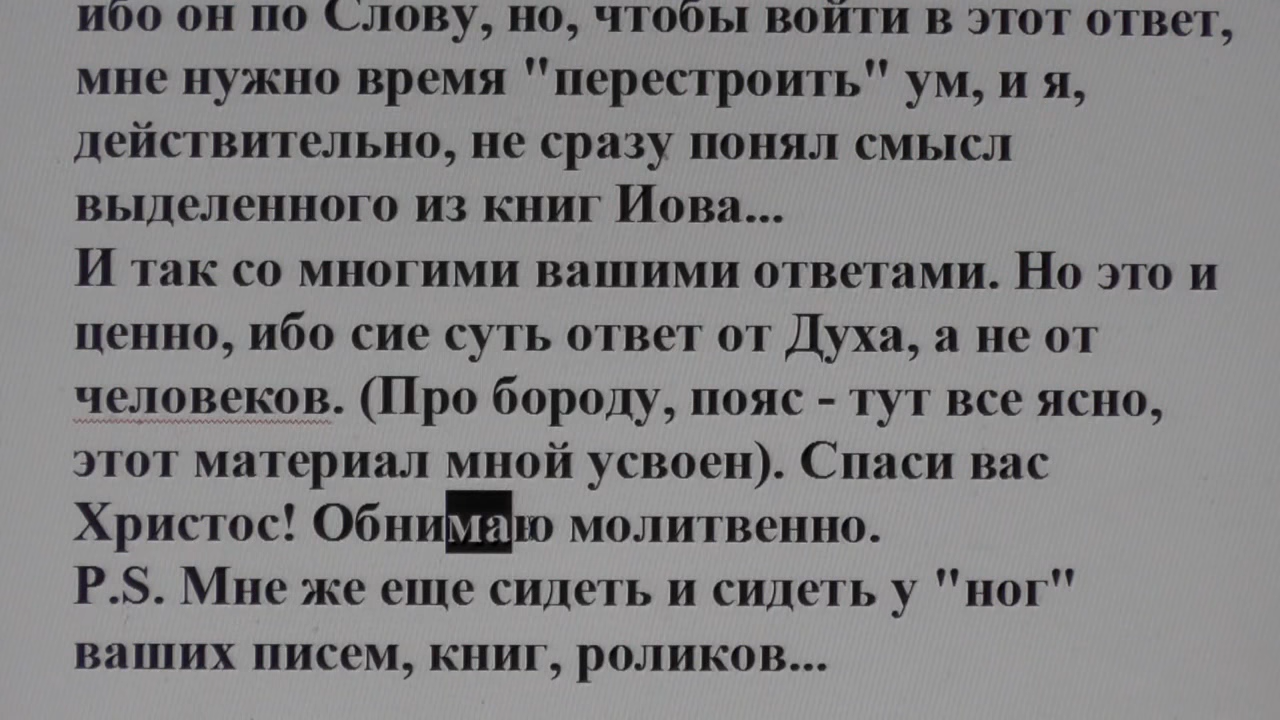 ибо он по Слову, но, чтобы войти в этот ответ,
мне нужно время "перестроить" ум, и я,
действительно, не сразу понял смысл
выделенного из книг Иова...
И так со многими вашими ответами. Но это и
ценно, ибо сие суть ответ от Духа, а не от
человеков. (Про бороду, пояс - тут все ясно,
этот материал мной усвоен). Спаси вас
Христос! Обнимаю молитвенно.
P.S. Мне же еще сидеть и сидеть у "ног"
ваших писем, книг, роликов...